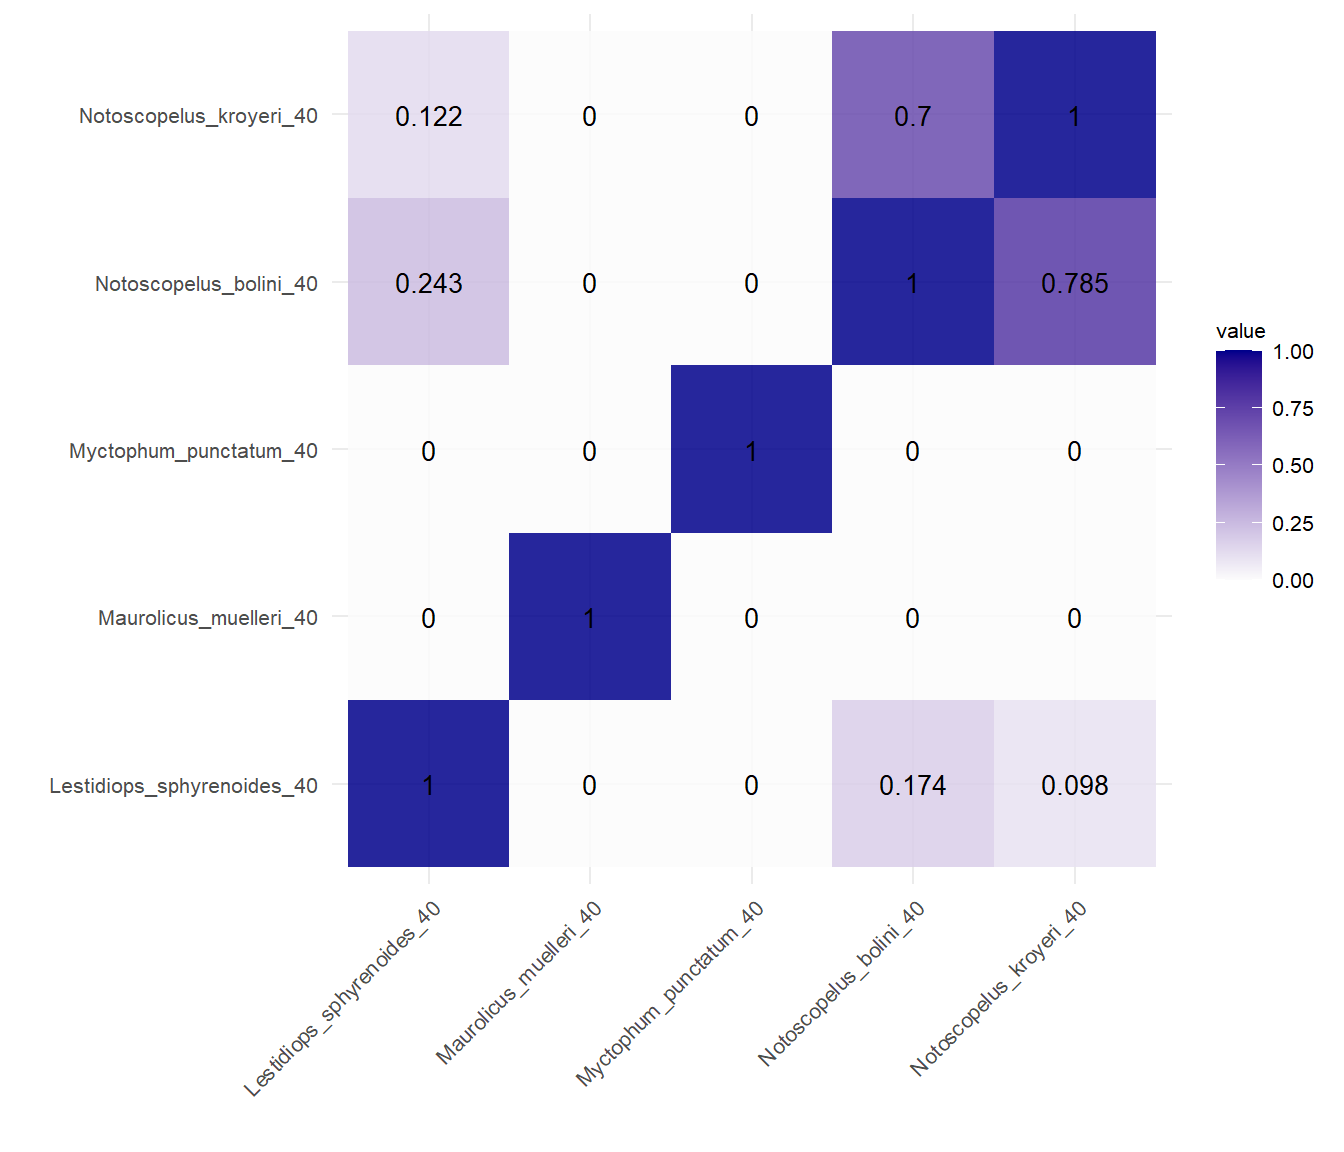 Notoscopelus_kroyeri_40 0.122 0 0 0.7 1
Notoscopelus_bolini_40 0.243 0 0 1 0.785
Myctophum_punctatum_40 0 0 1 0 0
Maurolicus_muelleri_40 0 1 0 0 0
Lestidiops_sphyrenoides_40 1 0 0 0.174 0.098
Lestidiops_sphyrenoides_40
Maurolicus_muelleri_40
Myctophum_punctatum_40
Notoscopelus_bolini_40
Notoscopelus_kroyeri_40
value
1.00
0.75
0.50
0.25
0.00